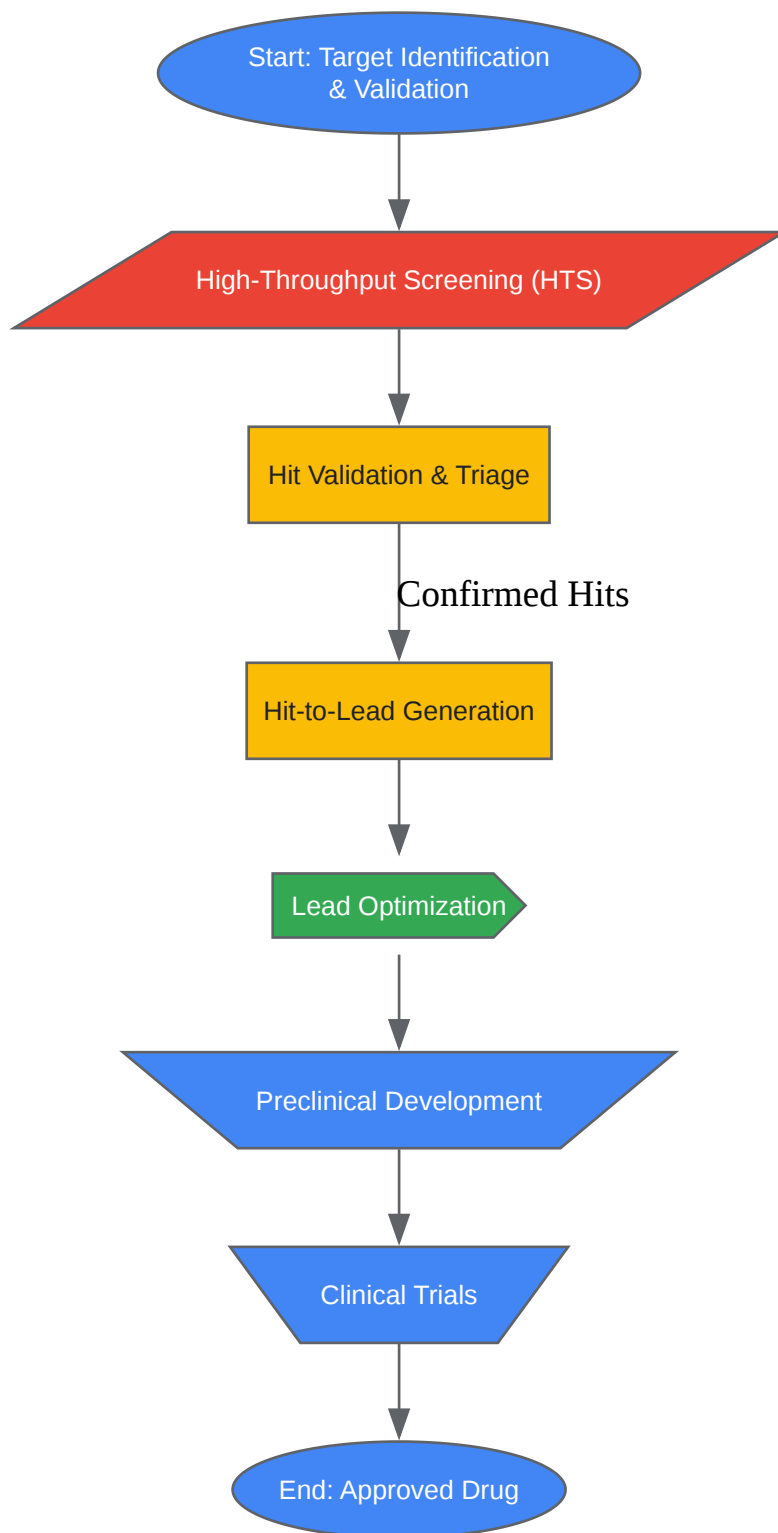 Start: Target Identification
& Validation
High-Throughput Screening (HTS)
Hit Validation & Triage
Confirmed Hits
Hit-to-Lead Generation
Lead Optimization
Preclinical Development
Clinical Trials
End: Approved Drug